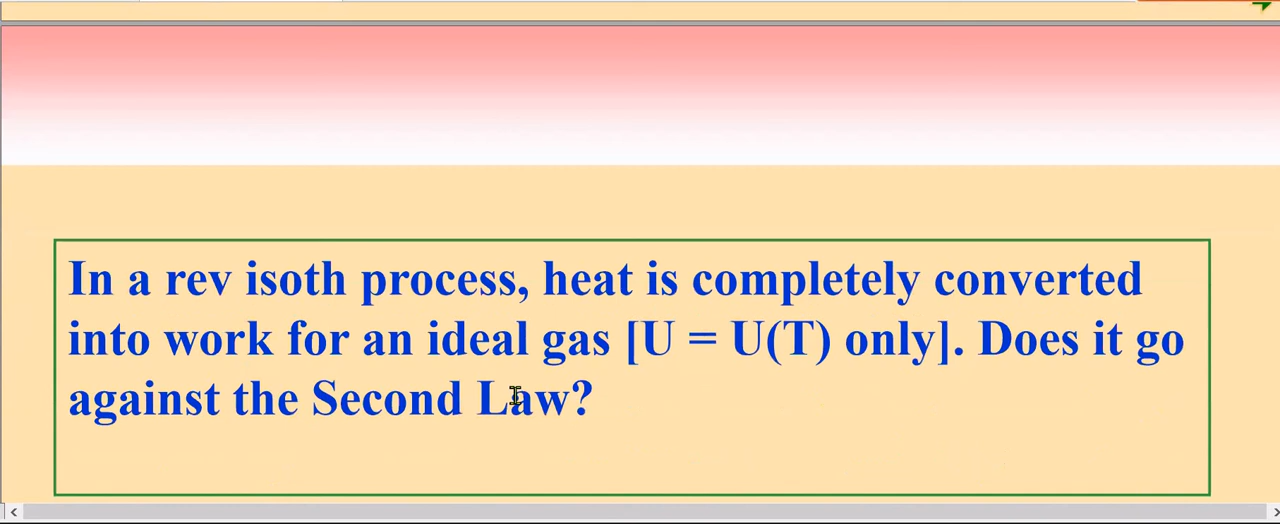 In a rev isoth process, heat is completely converted
into work for an ideal gas [U = U(T) only]. Does it go
against the Second Law?